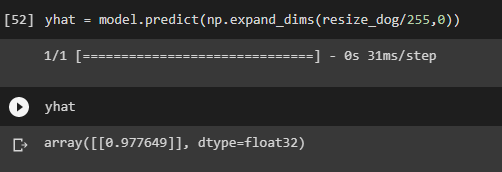 [52] yhat = model.predict(np.expand_dims(resize_dog/255,0))
1/1 [==============================] - 0s 31ms/step
yhat
array([[0.977649]], dtype=float32)